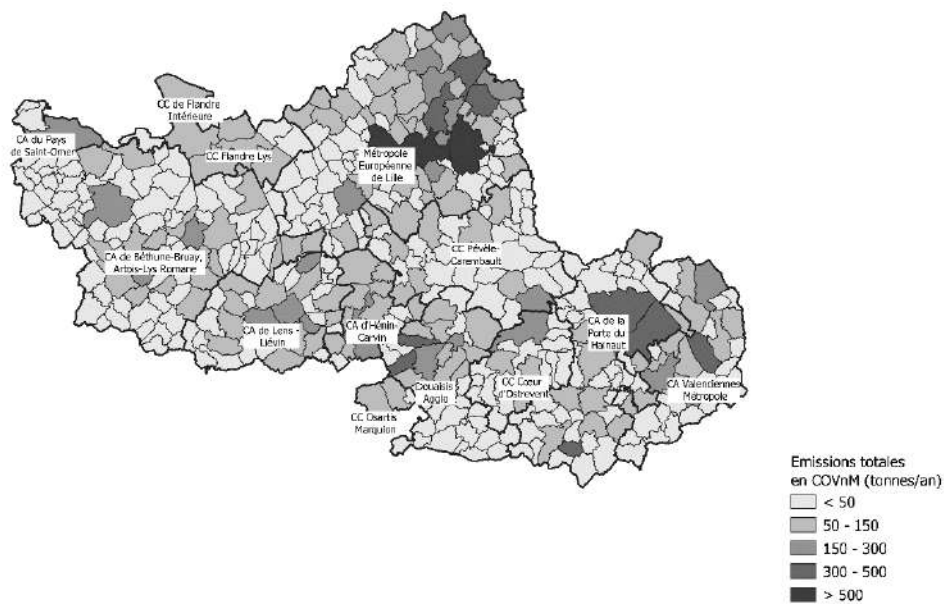 CC de Flandre
Intérieure
CA du Pays
de Saint-Omer
CC Flandre Lys
Métropole
Européenne
de Lille
CC Pévèle-
Carembault
CA de Béthune-Bruay,
Artois-Lys Romane
CA de Lens -
Liévin
CA d'Hénin-
Carvin
CA de la
Porte du
Hainaut
Douaisis
Agglo
CC Cœur
d'Ostrevent
CA Valenciennes
Métropole
CC Osartis
Marquion
Emissions totales
en COVnM (tonnes/an)
< 50
50 - 150
150 - 300
300 - 500
> 500